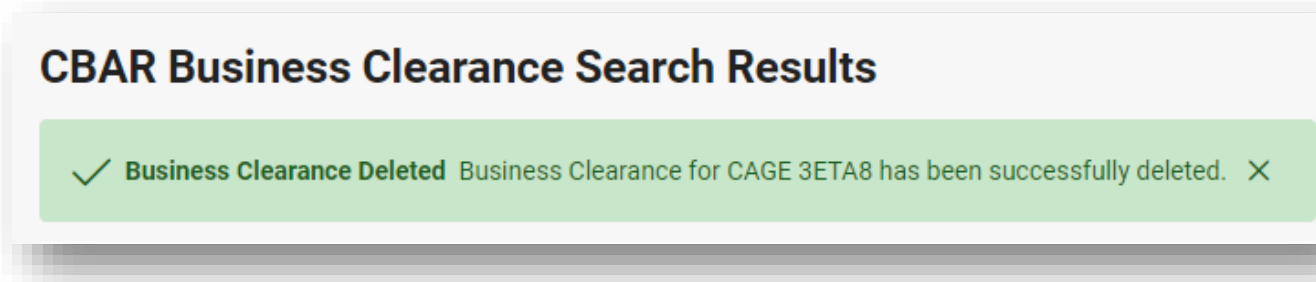 CBAR Business Clearance Search Results
Business Clearance Deleted Business Clearance for CAGE 3ETA8 has been successfully deleted.